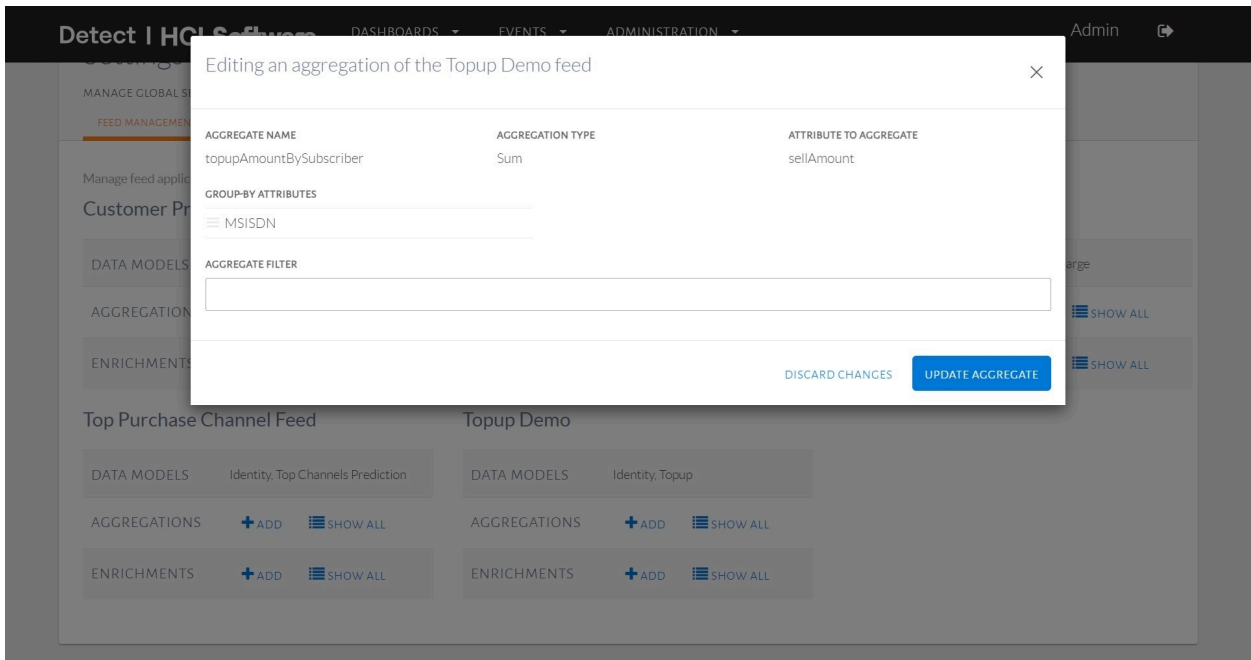 Detect | HCLSoftware DASHBOARDS EVENTS ADMINISTRATION Admin
Editing an aggregation of the Topup Demo feed
MANAGE GLOBAL
FEED MANAGEMEN
AGGREGATE NAME AGGREGATION TYPE ATTRIBUTE TO AGGREGATE
topupAmountBySubscriber Sum sellAmount
Manage feed applic
GROUP-BY ATTRIBUTES
Customer Pr
MSISDN
DATA MODELS AGGREGATE FILTER arge
AGGREGATION SHOW ALL
ENRICHMENTS SHOW ALL
DISCARD CHANGES UPDATE AGGREGATE
Top Purchase Channel Feed Topup Demo
DATA MODELS Identity, Top Channels Prediction DATA MODELS Identity, Topup
AGGREGATIONS ADD SHOW ALL AGGREGATIONS ADD SHOW ALL
ENRICHMENTS ADD SHOW ALL ENRICHMENTS ADD SHOW ALL